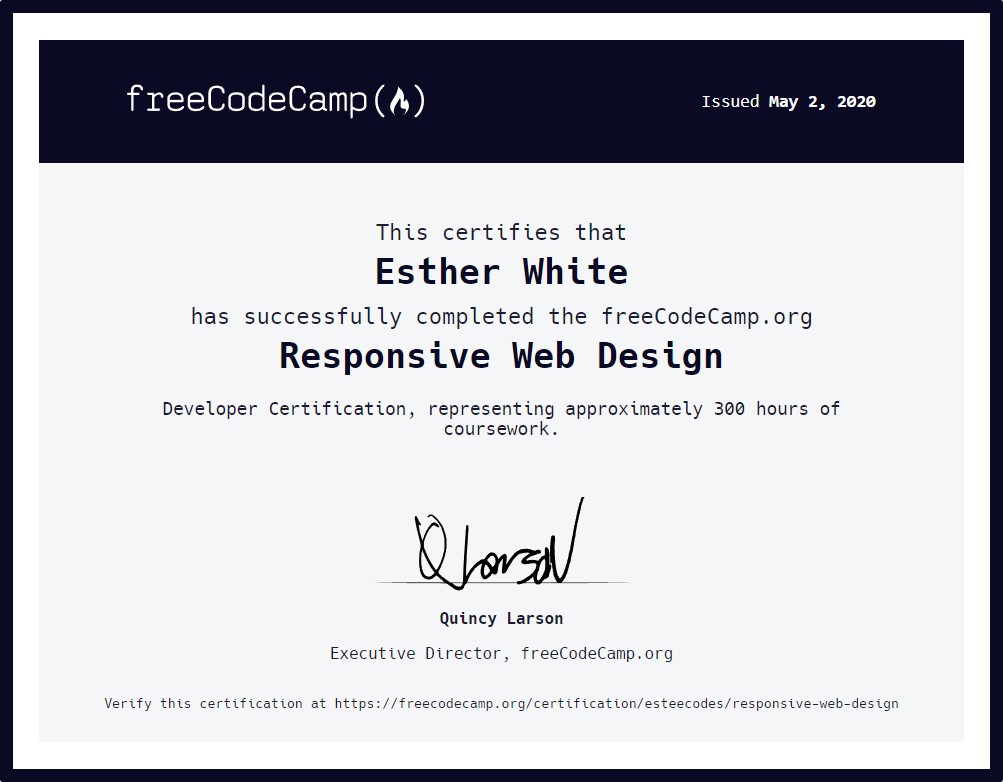 freeCodeCamp(🔥)
Issued May 2, 2020
This certifies that
Esther White
has successfully completed the freeCodeCamp.org
Responsive Web Design
Developer Certification, representing approximately 300 hours of
coursework.
Q Larson
Quincy Larson
Executive Director, freeCodeCamp.org
Verify this certification at https://freecodecamp.org/certification/esteecodes/responsive-web-design